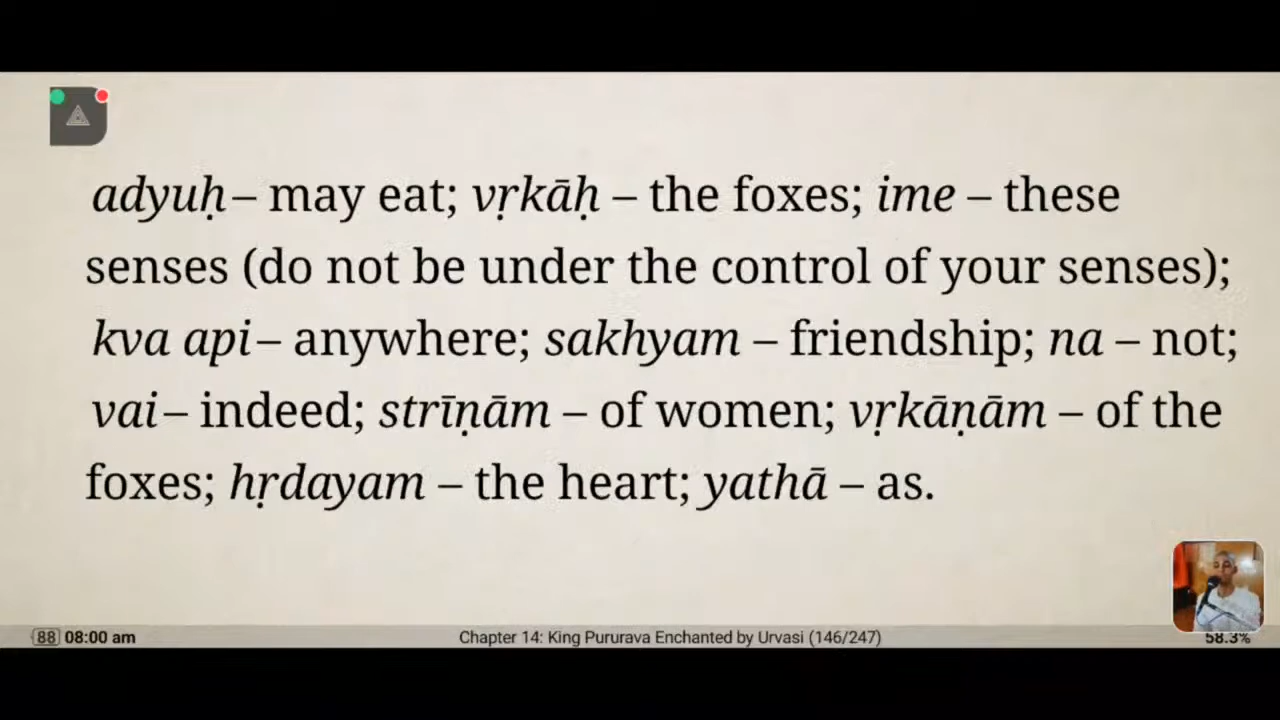 adyuḥ – may eat; vṛkāḥ – the foxes; ime – these
senses (do not be under the control of your senses);
kva api – anywhere; sakhyam – friendship; na – not;
vai – indeed; strīṇām – of women; vṛkāṇām – of the
foxes; hṛdayam – the heart; yathā – as.
88 08:00 am
Chapter 14: King Pururava Enchanted by Urvasi (146/247)
58.3%